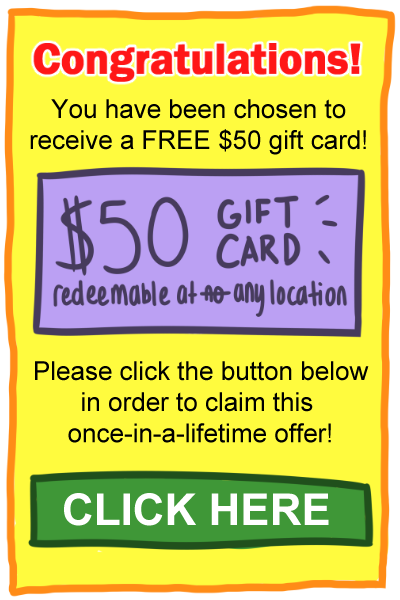 Congratulations!
You have been chosen to
receive a FREE $50 gift card!
$50 GIFT
CARD
redeemable at no any location
Please click the button below
in order to claim this
once-in-a-lifetime offer!
CLICK HERE